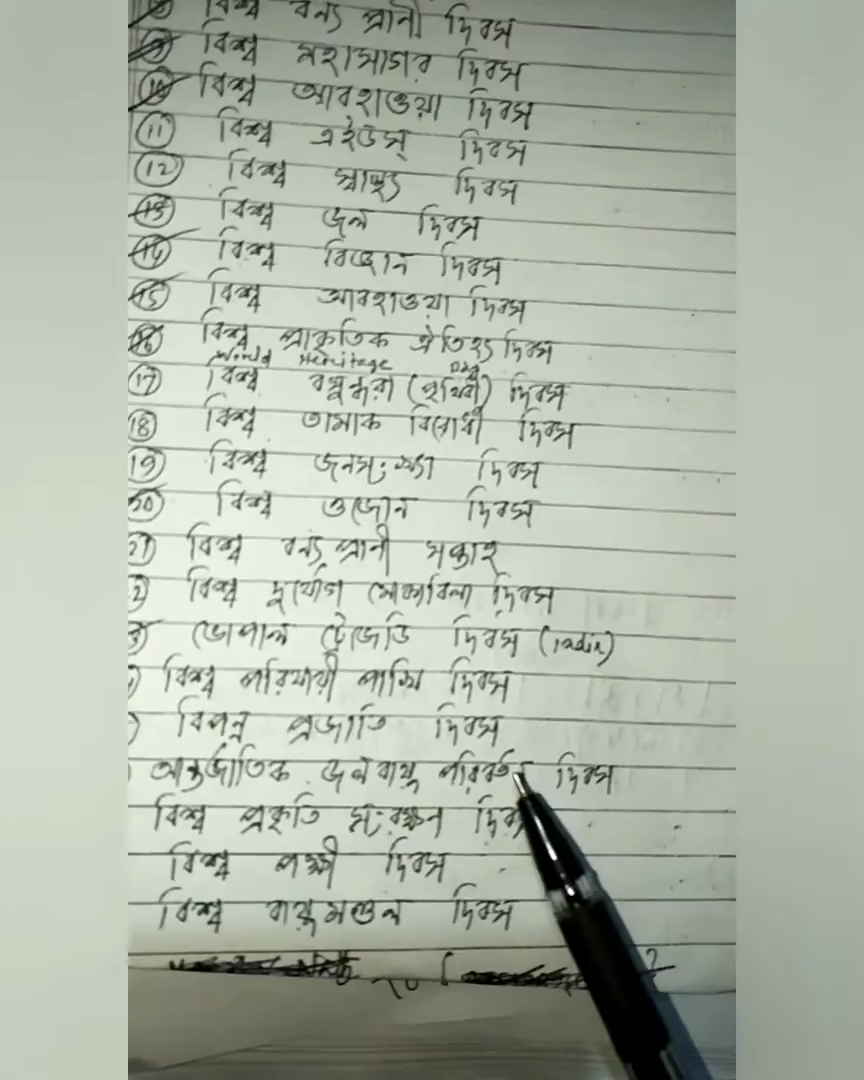 বিশ্ব বন্য প্রানী দিবস
বিশ্ব মহাসাগর দিবস
10 বিশ্ব আবহাওয়া দিবস
11 বিশ্ব এইডস্ দিবস
12 বিশ্ব স্বাস্থ্য দিবস
13 বিশ্ব জল দিবস
14 বিশ্ব বিজ্ঞান দিবস
15 বিশ্ব আবহাওয়া দিবস
16 বিশ্ব প্রাকৃতিক ঐতিহ্য দিবস
World Heritage Day
17 বিশ্ব বসুন্ধরা (পৃথিবী) দিবস
18 বিশ্ব তামাক বিরোধী দিবস
19 বিশ্ব জনসংখ্যা দিবস
20 বিশ্ব ওজোন দিবস
21 বিশ্ব বন্য প্রানী সপ্তাহ
বিশ্ব দুর্যোগ মোকাবিলা দিবস
ভোপাল ট্রেজেডি দিবস (India)
বিশ্ব পরিযায়ী পাখি দিবস
বিপন্ন প্রজাতি দিবস
আন্তর্জাতিক জলবায়ু পরিবর্তন দিবস
বিশ্ব প্রকৃতি সংরক্ষন দিবস
বিশ্ব পক্ষী দিবস
বিশ্ব বায়ুমণ্ডল দিবস